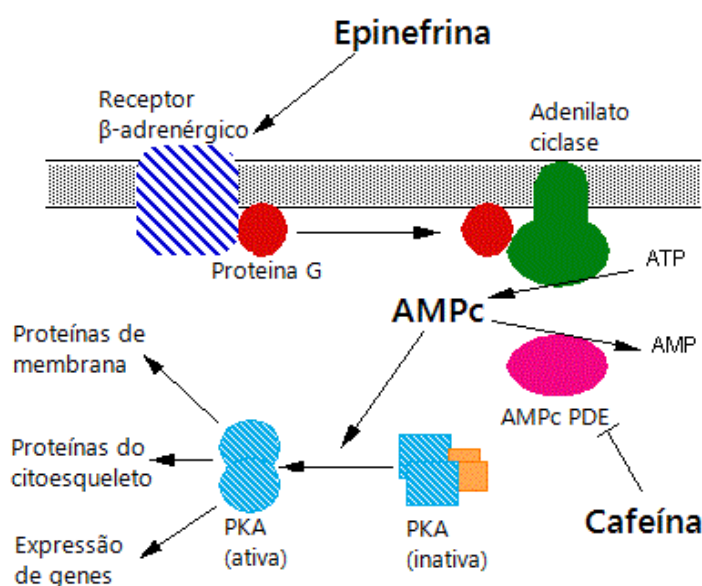 Epinefrina
Receptor
β-adrenérgico
Adenilato
ciclase
Proteina G
ATP
AMPc
AMP
AMPc PDE
Proteínas de
membrana
Proteínas do
citoesqueleto
Expressão
de genes
PKA
(ativa)
PKA
(inativa)
Cafeína